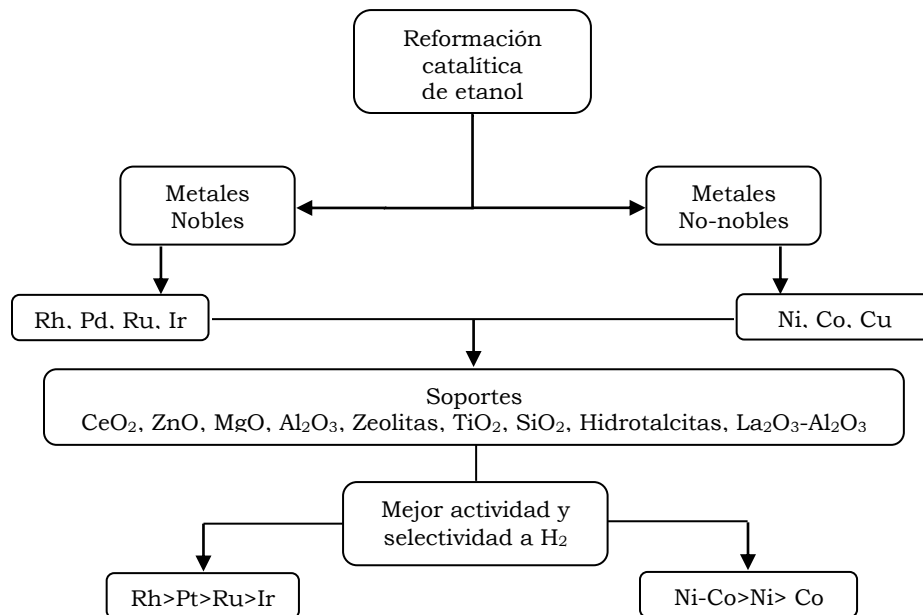 Reformación
catalítica
de etanol
Metales
Nobles
Metales
No-nobles
Rh, Pd, Ru, Ir
Ni, Co, Cu
Soportes
CeO₂, ZnO, MgO, Al₂O₃, Zeolitas, TiO₂, SiO₂, Hidrotalcitas, La₂O₃-Al₂O₃
Mejor actividad y
selectividad a H₂
Rh>Pt>Ru>Ir
Ni-Co>Ni> Co